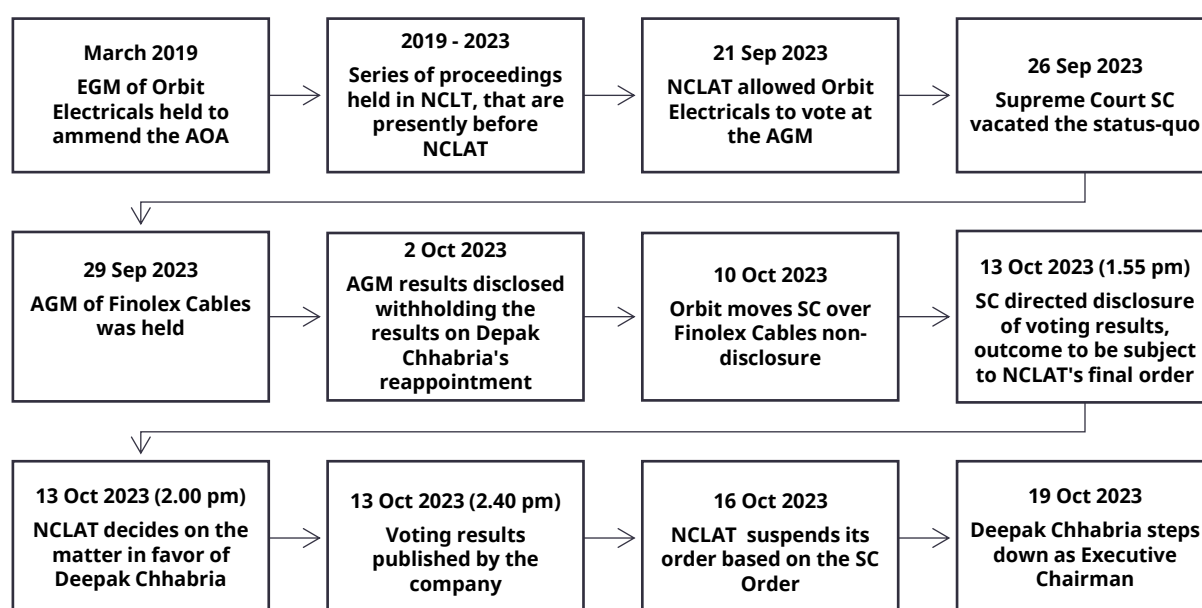 March 2019
EGM of Orbit
Electricals held to
ammend the AOA
2019 - 2023
Series of proceedings
held in NCLT, that are
presently before
NCLAT
21 Sep 2023
NCLAT allowed Orbit
Electricals to vote at
the AGM
26 Sep 2023
Supreme Court SC
vacated the status-quo
29 Sep 2023
AGM of Finolex Cables
was held
2 Oct 2023
AGM results disclosed
withholding the
results on Depak
Chhabria's
reappointment
10 Oct 2023
Orbit moves SC over
Finolex Cables non-
disclosure
13 Oct 2023 (1.55 pm)
SC directed disclosure
of voting results,
outcome to be subject
to NCLAT's final order
13 Oct 2023 (2.00 pm)
NCLAT decides on the
matter in favor of
Deepak Chhabria
13 Oct 2023 (2.40 pm)
Voting results
published by the
company
16 Oct 2023
NCLAT suspends its
order based on the SC
Order
19 Oct 2023
Deepak Chhabria steps
down as Executive
Chairman